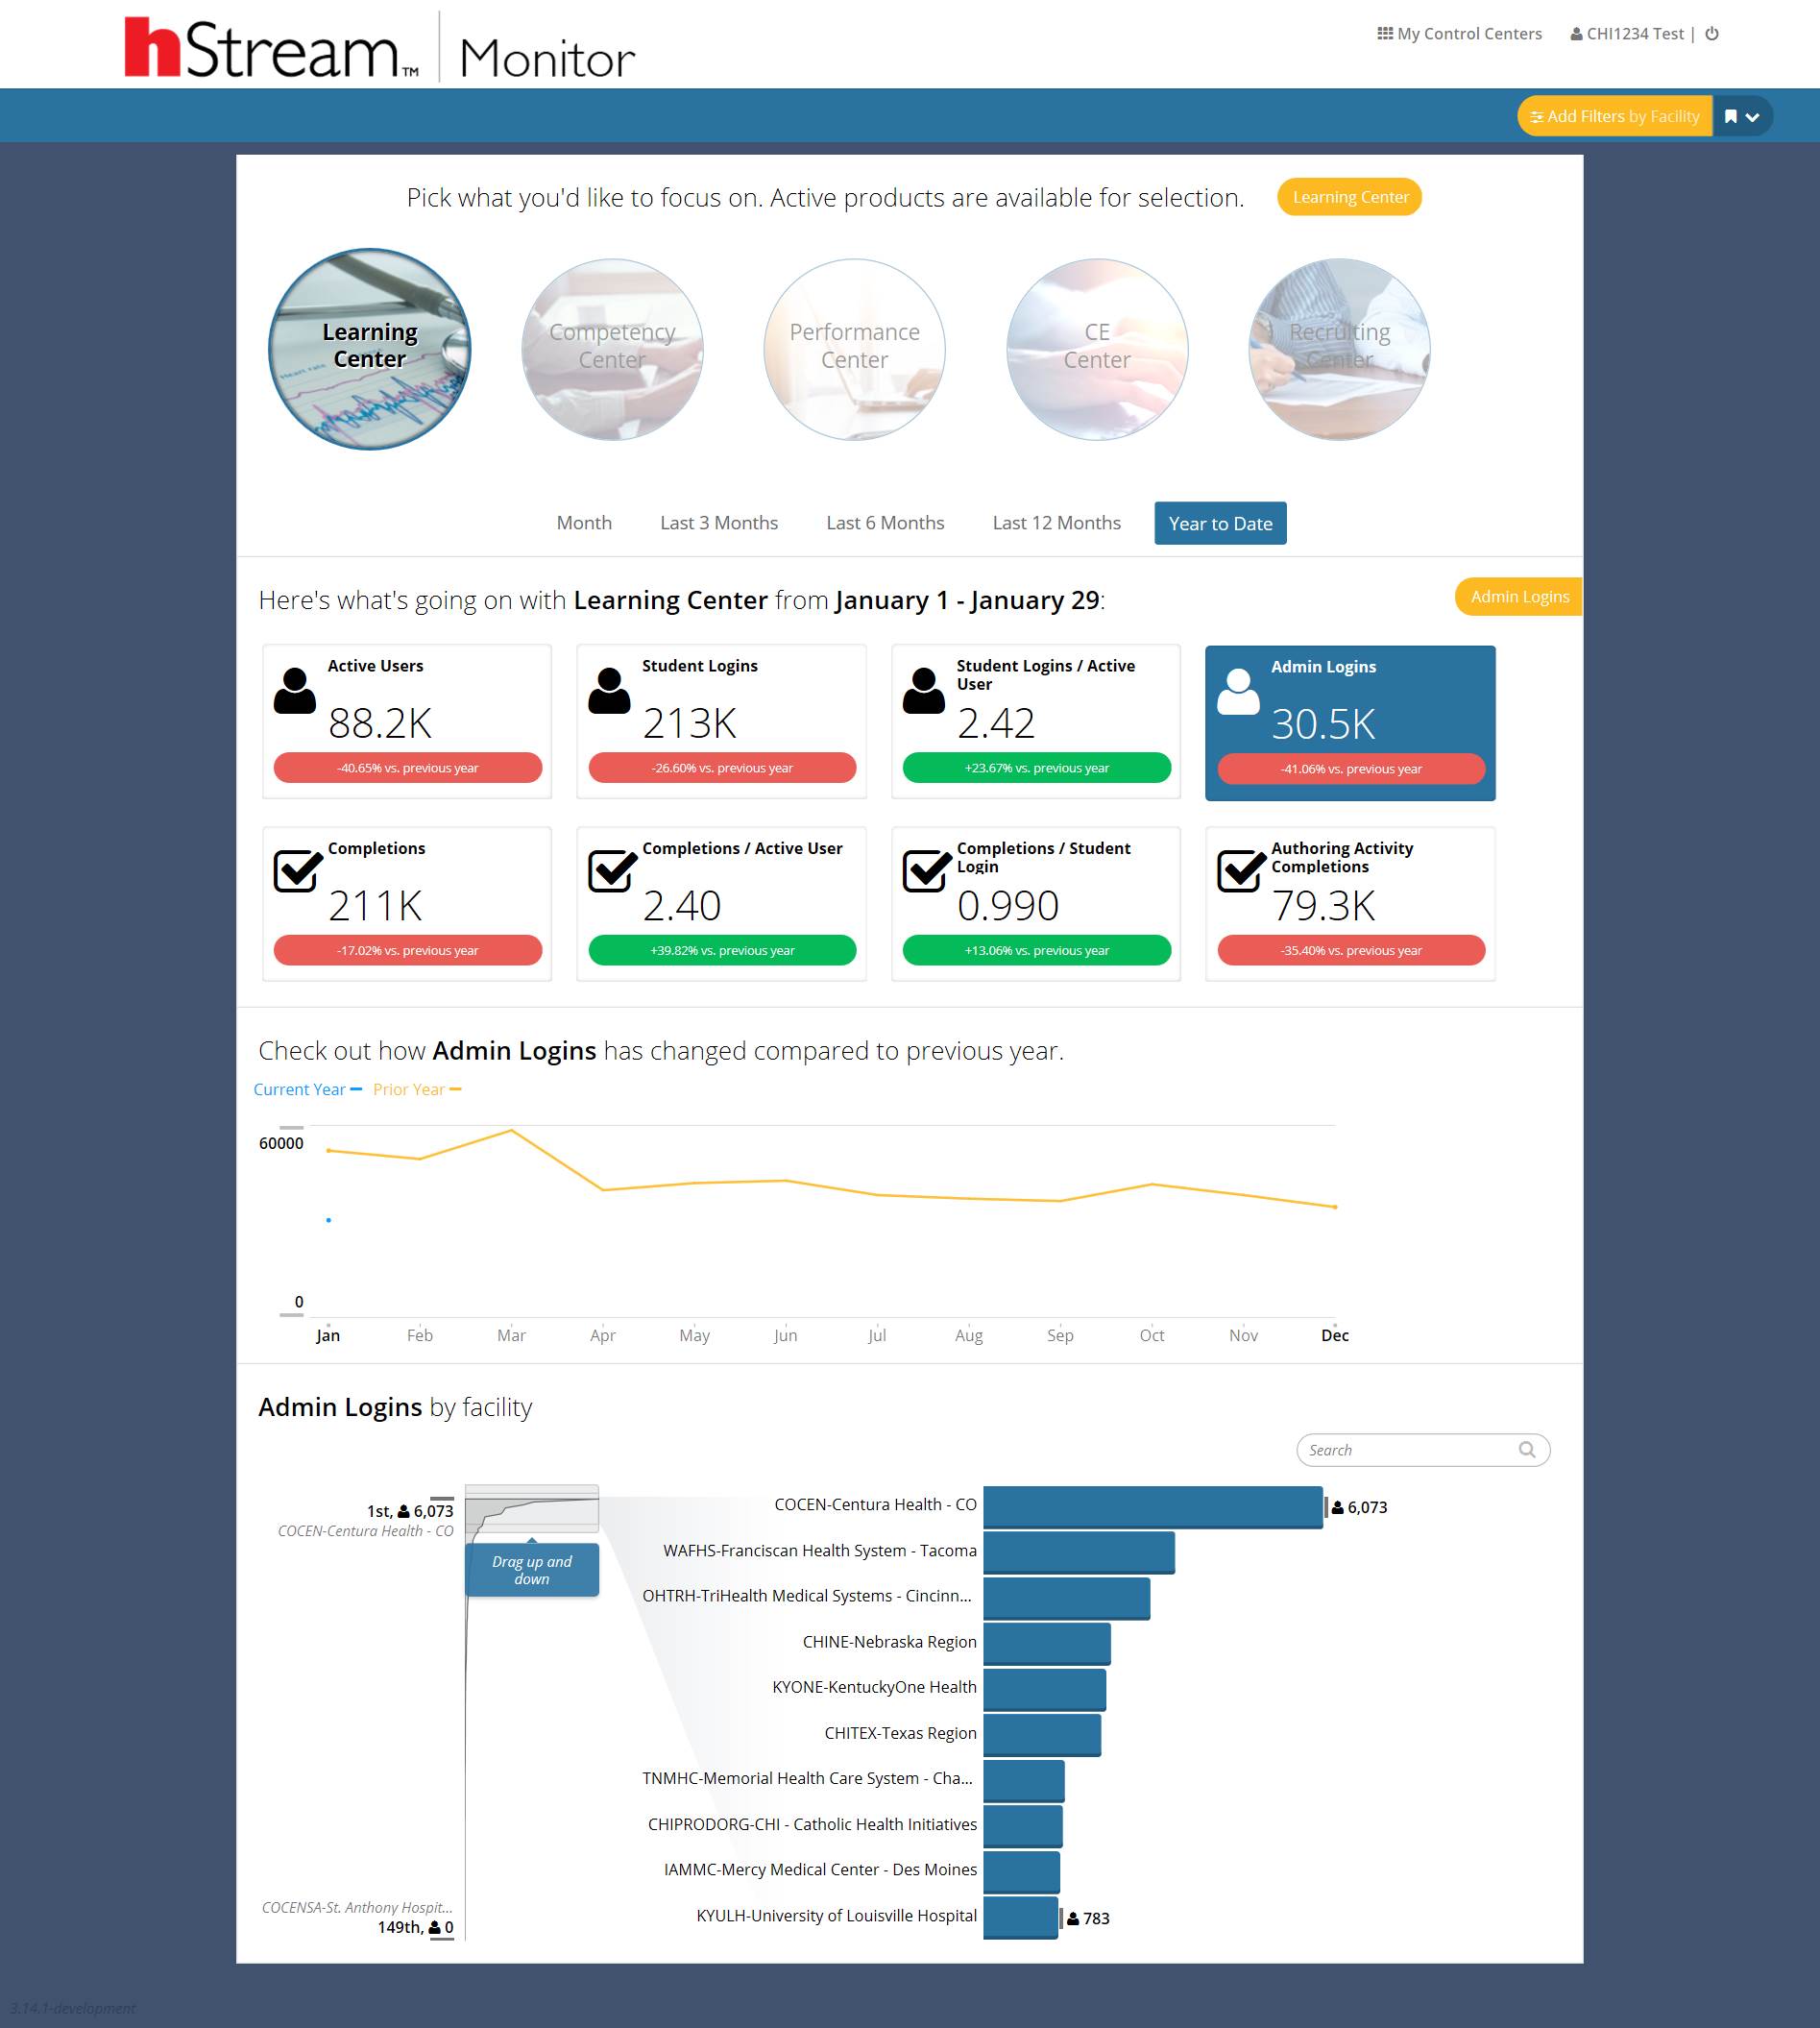 hStream™ Monitor
My Control Centers CHI1234 Test |
Add Filters by Facility
Pick what you'd like to focus on. Active products are available for selection. Learning Center
Learning
Center
Competency
Center
Performance
Center
CE
Center
Recruiting
Center
Month Last 3 Months Last 6 Months Last 12 Months Year to Date
Here's what's going on with Learning Center from January 1 - January 29: Admin Logins
Active Users
88.2K
-40.65% vs. previous year
Student Logins
213K
-26.60% vs. previous year
Student Logins / Active
User
2.42
+23.67% vs. previous year
Admin Logins
30.5K
-41.06% vs. previous year
Completions
211K
-17.02% vs. previous year
Completions / Active User
2.40
+39.82% vs. previous year
Completions / Student
Login
0.990
+13.06% vs. previous year
Authoring Activity
Completions
79.3K
-35.40% vs. previous year
Check out how Admin Logins has changed compared to previous year.
Current Year Prior Year
60000
0
Jan Feb Mar Apr May Jun Jul Aug Sep Oct Nov Dec
Admin Logins by facility
Search
1st, 6,073
COCEN-Centura Health - CO
Drag up and
down
COCENSA-St. Anthony Hospit...
149th, 0
COCEN-Centura Health - CO 6,073
WAFHS-Franciscan Health System - Tacoma
OHTRH-TriHealth Medical Systems - Cincinn...
CHINE-Nebraska Region
KYONE-KentuckyOne Health
CHITEX-Texas Region
TNMHC-Memorial Health Care System - Cha...
CHIPRODORG-CHI - Catholic Health Initiatives
IAMMC-Mercy Medical Center - Des Moines
KYULH-University of Louisville Hospital 783
3.14.1-development